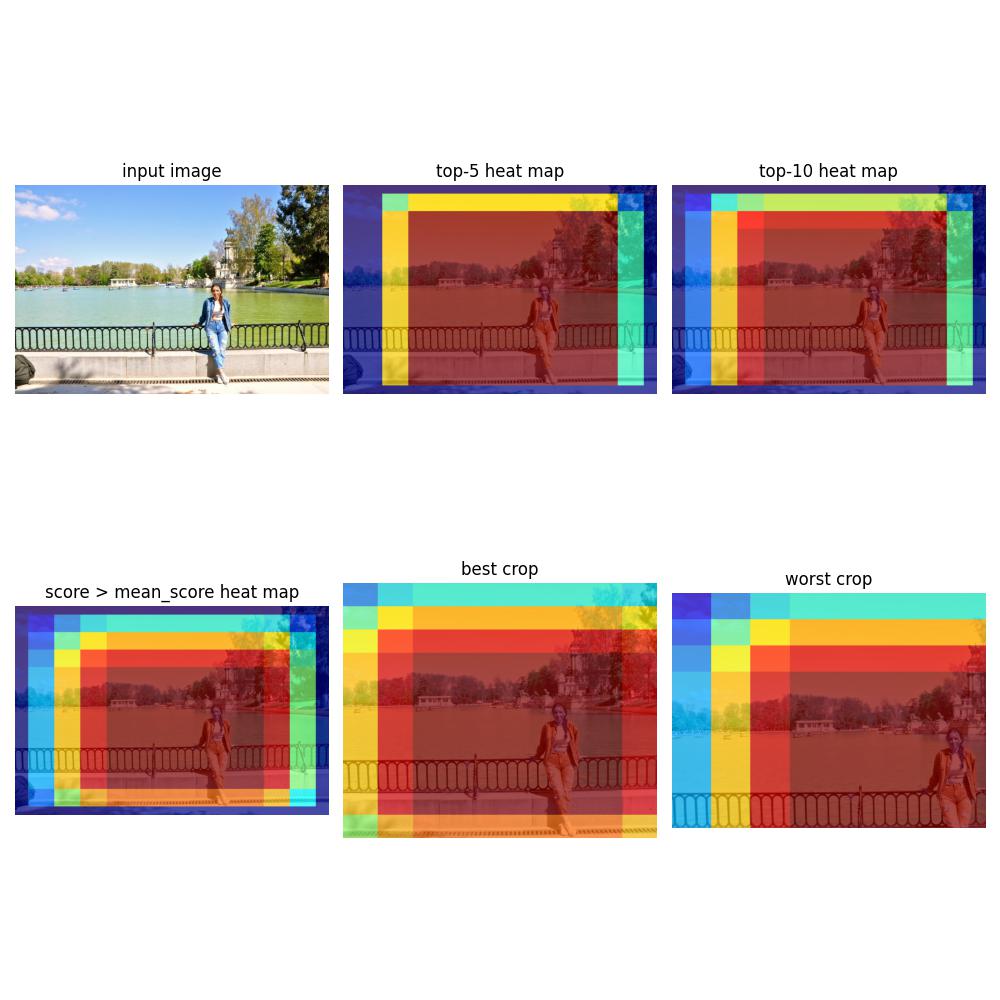 input image
top-5 heat map
top-10 heat map
score > mean_score heat map
best crop
worst crop